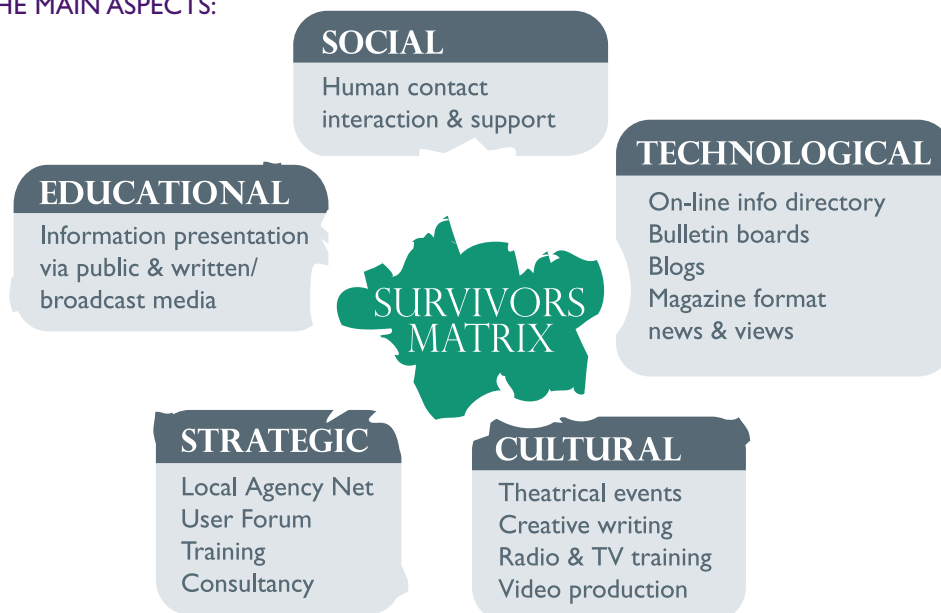 HE MAIN ASPECTS:
SOCIAL
Human contact
interaction & support
TECHNOLOGICAL
On-line info directory
Bulletin boards
Blogs
Magazine format
news & views
EDUCATIONAL
Information presentation
via public & written/
broadcast media
SURVIVORS
MATRIX
STRATEGIC
Local Agency Net
User Forum
Training
Consultancy
CULTURAL
Theatrical events
Creative writing
Radio & TV training
Video production